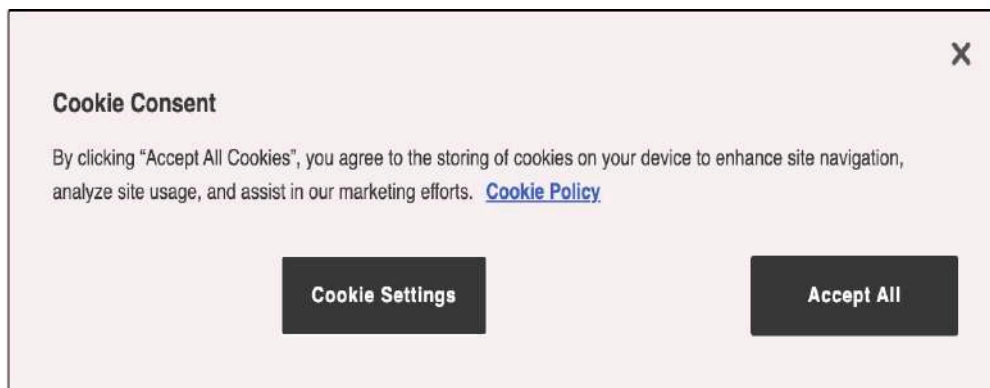 X
Cookie Consent
By clicking “Accept All Cookies”, you agree to the storing of cookies on your device to enhance site navigation,
analyze site usage, and assist in our marketing efforts. Cookie Policy
Cookie Settings
Accept All